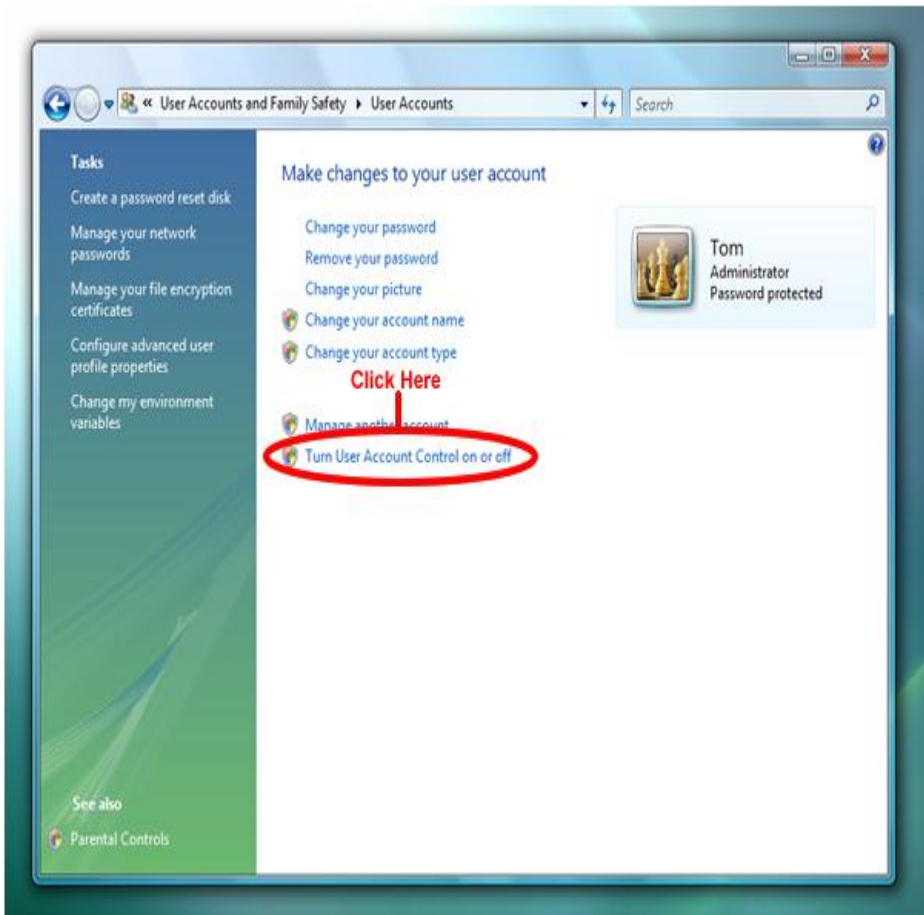 « User Accounts and Family Safety ▸ User Accounts
Search
Tasks
Create a password reset disk
Manage your network
passwords
Manage your file encryption
certificates
Configure advanced user
profile properties
Change my environment
variables
See also
Parental Controls
Make changes to your user account
Change your password
Remove your password
Change your picture
Change your account name
Change your account type
Click Here
Manage another account
Turn User Account Control on or off
Tom
Administrator
Password protected